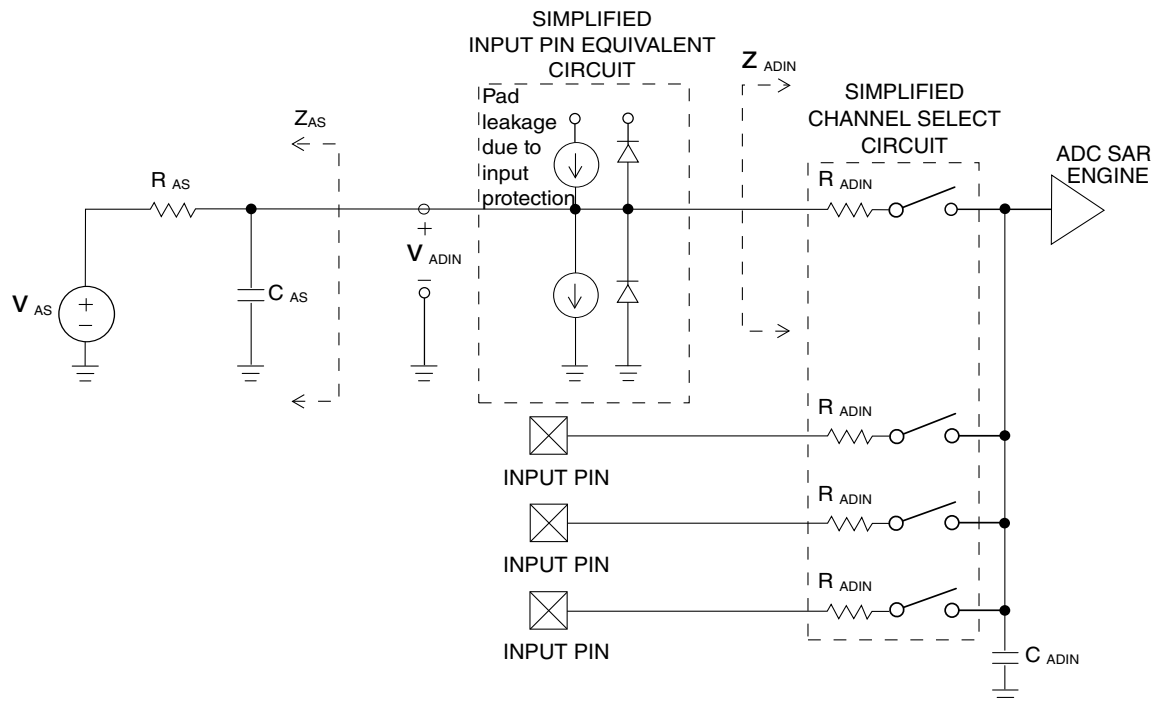 SIMPLIFIED
INPUT PIN EQUIVALENT
CIRCUIT
Z ADIN
SIMPLIFIED
CHANNEL SELECT
CIRCUIT
Pad
leakage
due to
input
protection
ZAS
ADC SAR
ENGINE
R AS
R ADIN
V ADIN
+
–
C AS
V AS
+
–
R ADIN
INPUT PIN
R ADIN
INPUT PIN
R ADIN
INPUT PIN
C ADIN